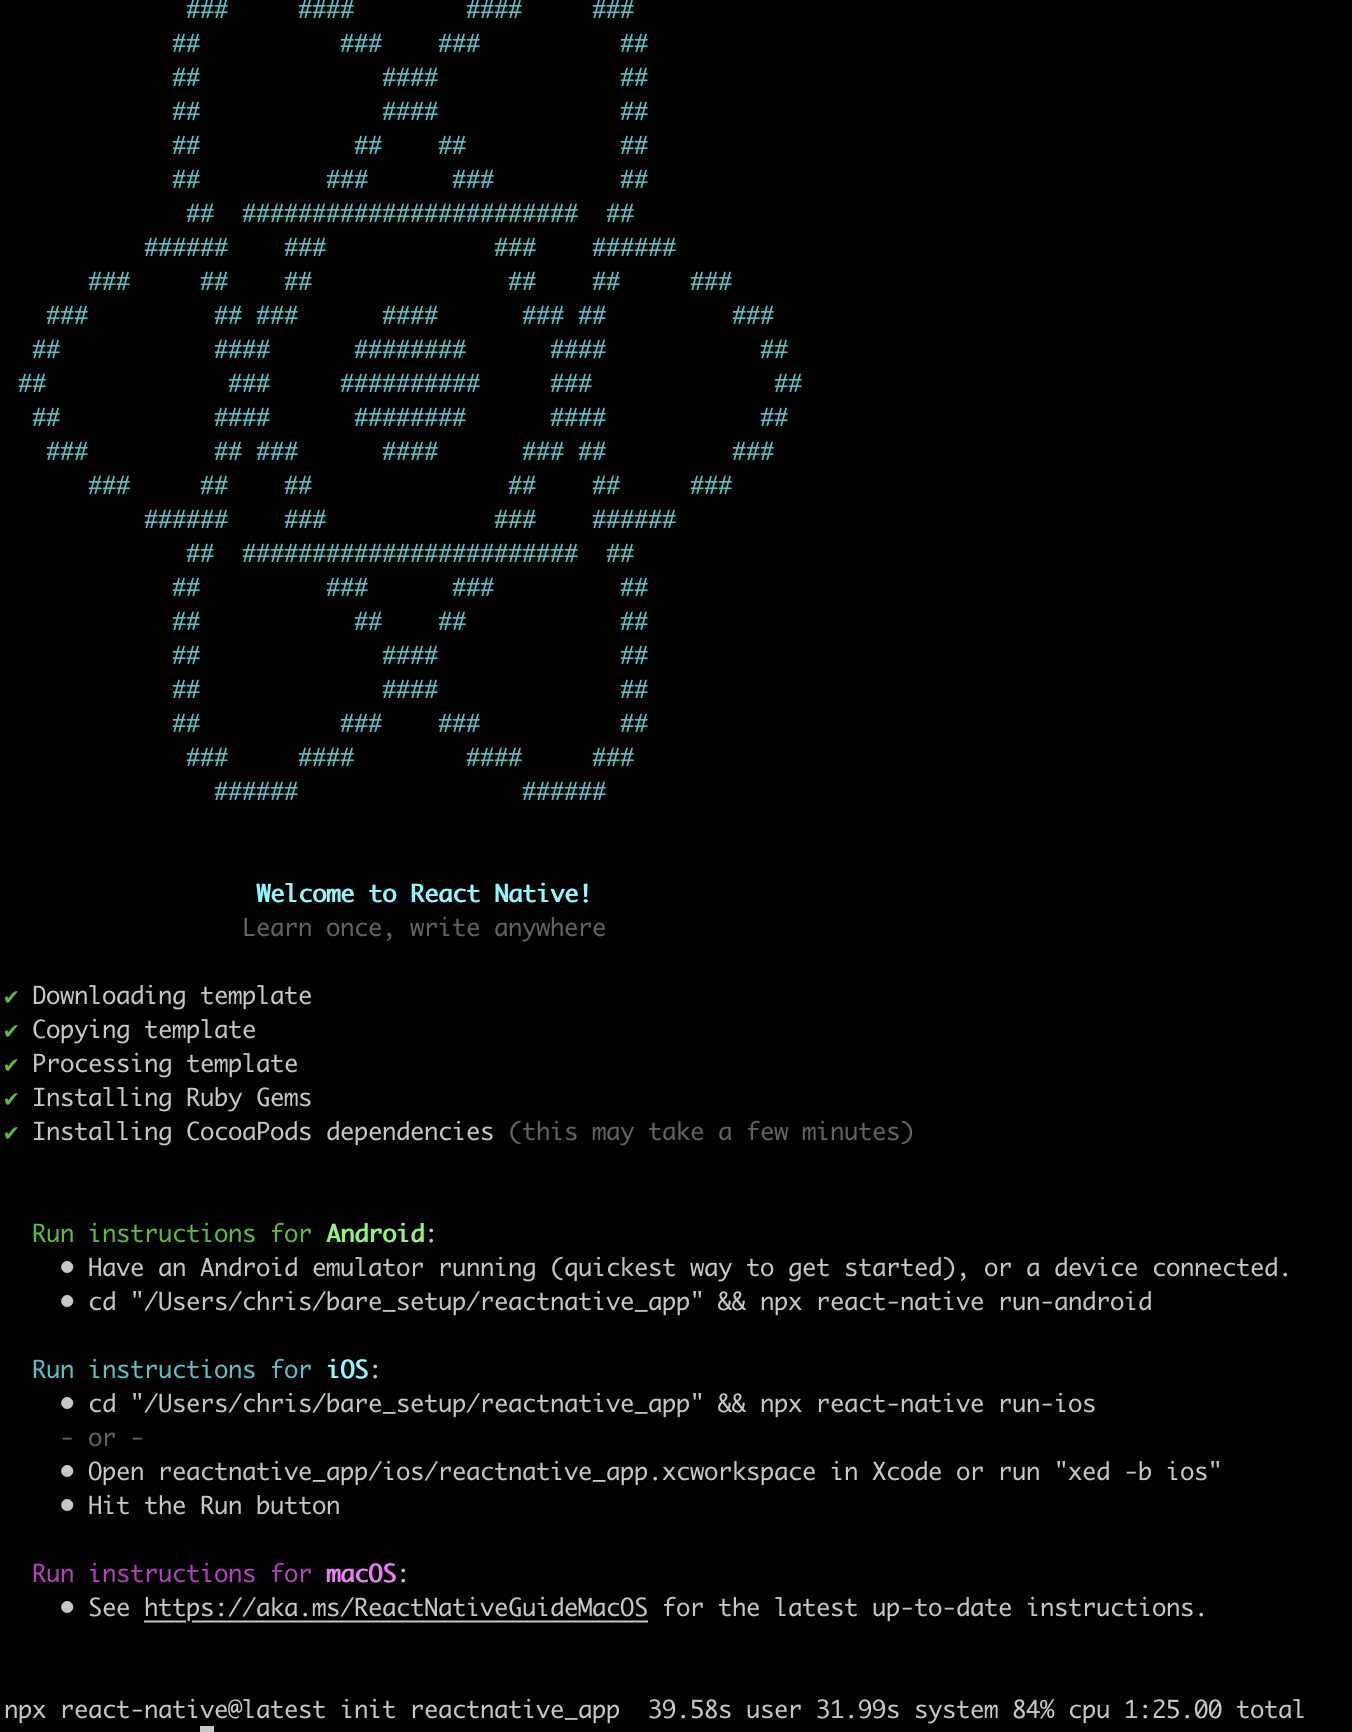 ###     ####        ####     ###
##          ###    ###          ##
##             ####             ##
##             ####             ##
##           ##    ##           ##
##         ###      ###         ##
##  ########################  ##
######    ###            ###    ######
###     ##    ##              ##    ##     ###
###         ## ###      ####      ### ##         ###
##           ####      ########      ####           ##
##             ###     ##########     ###             ##
##           ####      ########      ####           ##
###         ## ###      ####      ### ##         ###
###     ##    ##              ##    ##     ###
######    ###            ###    ######
##  ########################  ##
##         ###      ###         ##
##           ##    ##           ##
##             ####             ##
##             ####             ##
##          ###    ###          ##
###     ####        ####     ###
######                ######
Welcome to React Native!
Learn once, write anywhere
✔ Downloading template
✔ Copying template
✔ Processing template
✔ Installing Ruby Gems
✔ Installing CocoaPods dependencies (this may take a few minutes)
Run instructions for Android:
• Have an Android emulator running (quickest way to get started), or a device connected.
• cd "/Users/chris/bare_setup/reactnative_app" && npx react-native run-android
Run instructions for iOS:
• cd "/Users/chris/bare_setup/reactnative_app" && npx react-native run-ios
- or -
• Open reactnative_app/ios/reactnative_app.xcworkspace in Xcode or run "xed -b ios"
• Hit the Run button
Run instructions for macOS:
• See https://aka.ms/ReactNativeGuideMacOS for the latest up-to-date instructions.
npx react-native@latest init reactnative_app  39.58s user 31.99s system 84% cpu 1:25.00 total